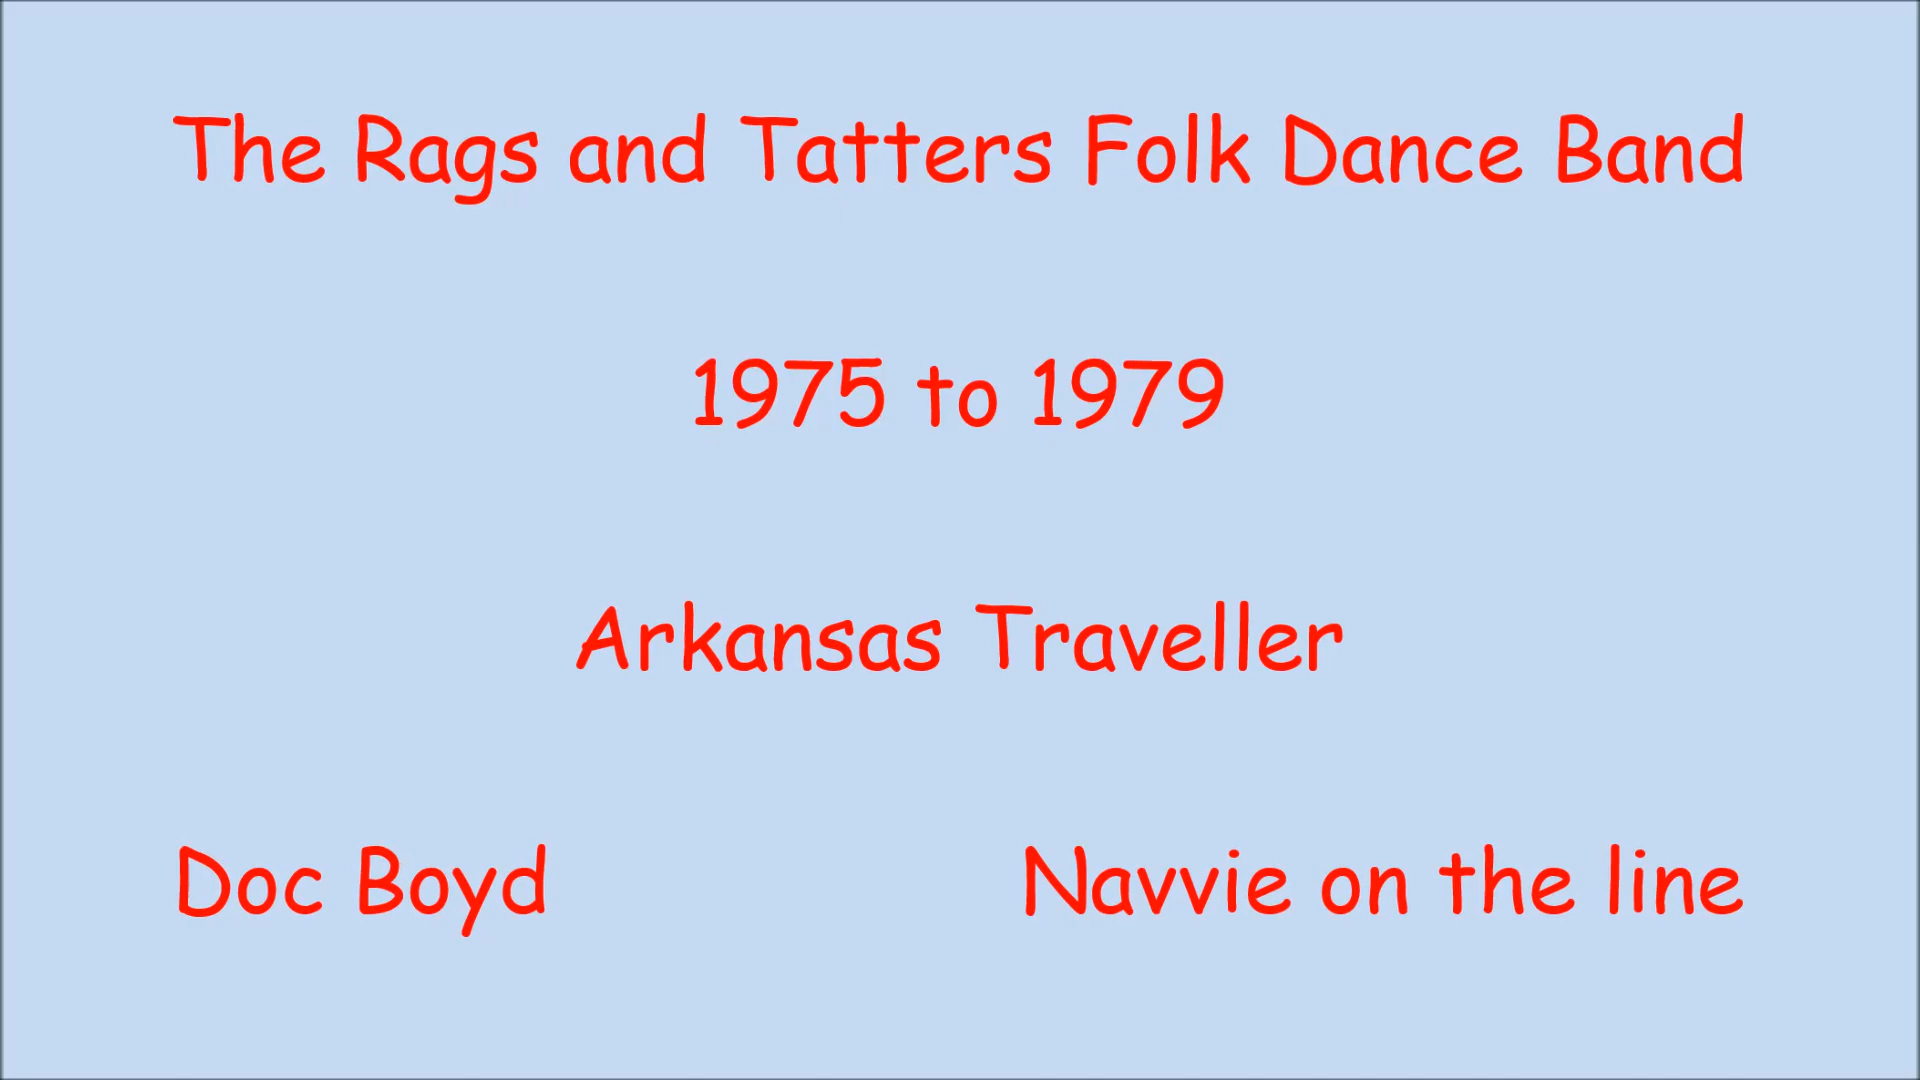 The Rags and Tatters Folk Dance Band
1975 to 1979
Arkansas Traveller
Doc Boyd Navvie on the line